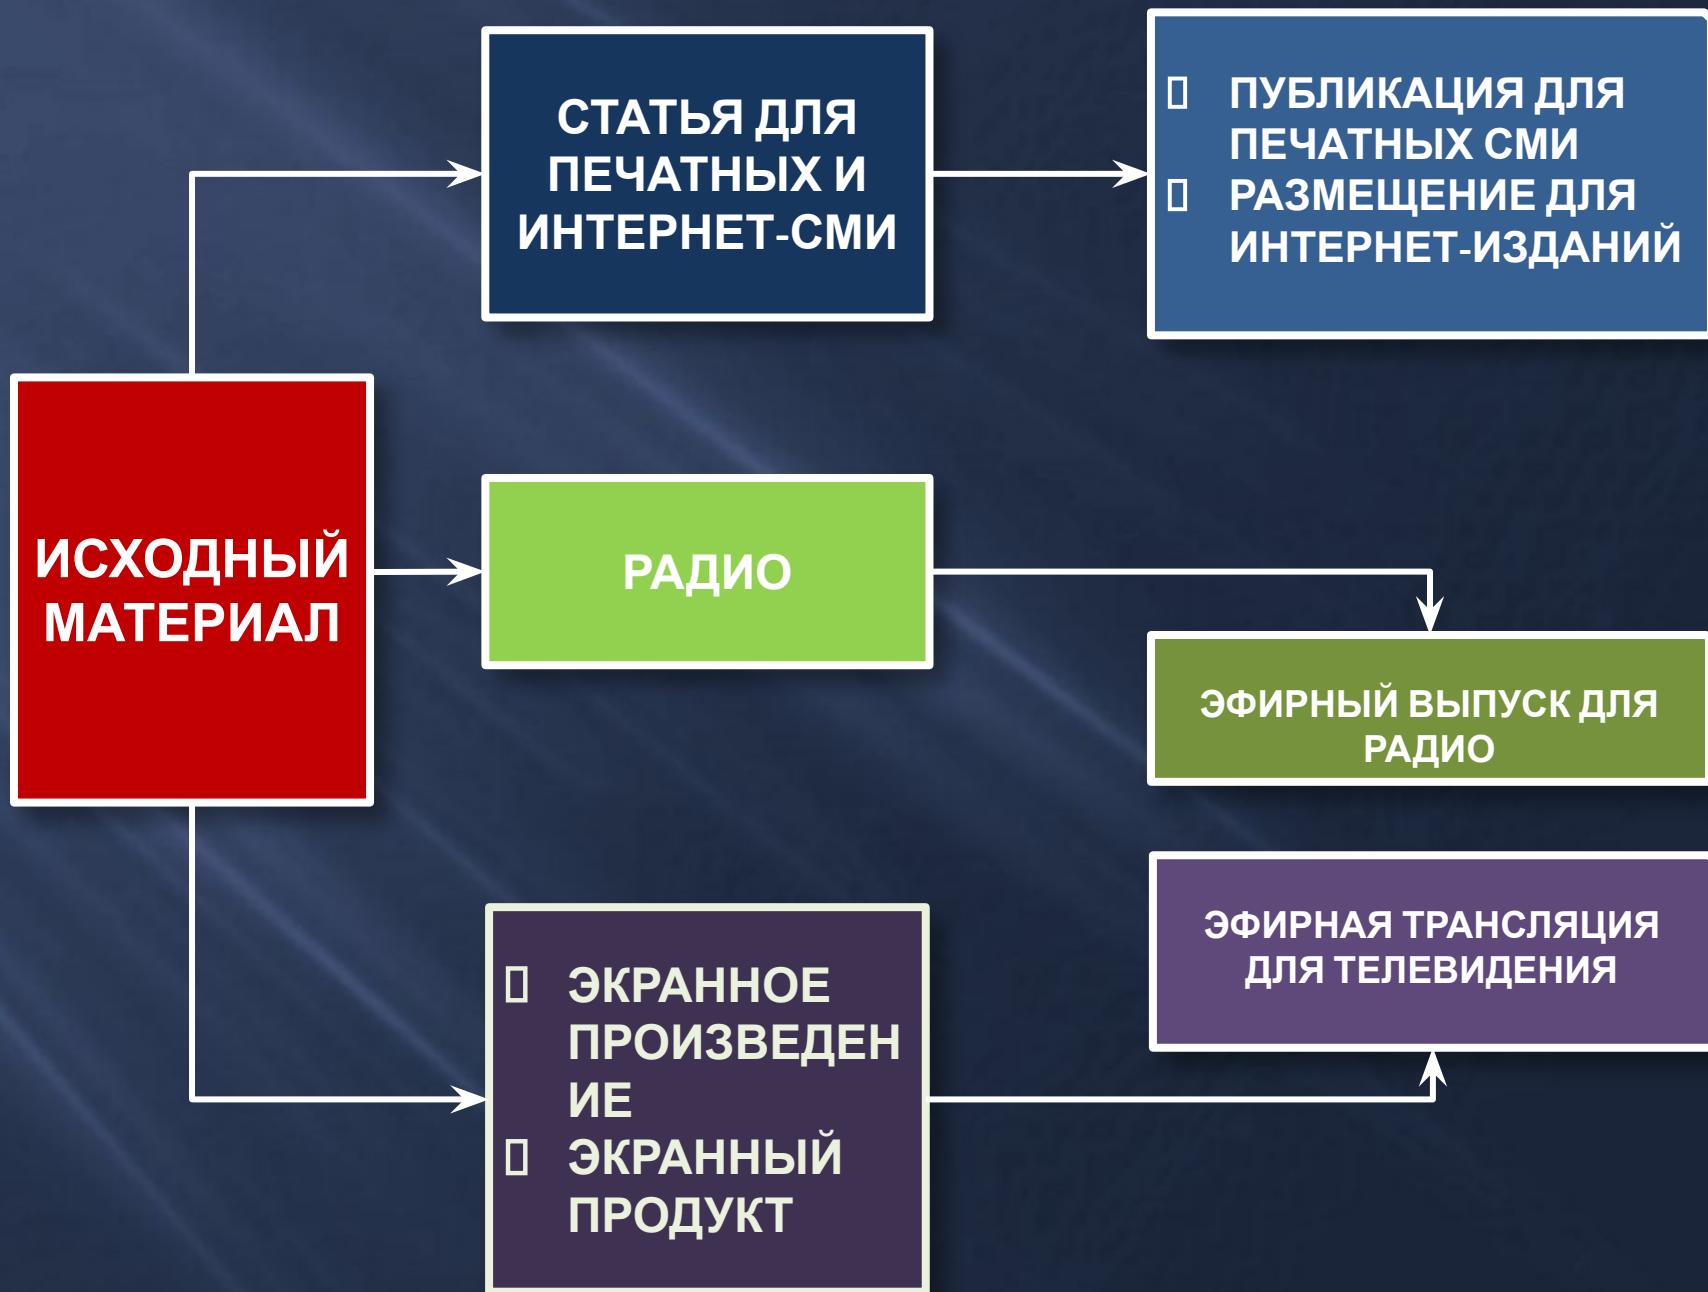 СТАТЬЯ ДЛЯ
ПЕЧАТНЫХ И
ИНТЕРНЕТ-СМИ
ПУБЛИКАЦИЯ ДЛЯ
ПЕЧАТНЫХ СМИ
РАЗМЕЩЕНИЕ ДЛЯ
ИНТЕРНЕТ-ИЗДАНИЙ
ИСХОДНЫЙ
МАТЕРИАЛ
РАДИО
ЭФИРНЫЙ ВЫПУСК ДЛЯ
РАДИО
ЭКРАННОЕ
ПРОИЗВЕДЕН
ИЕ
ЭКРАННЫЙ
ПРОДУКТ
ЭФИРНАЯ ТРАНСЛЯЦИЯ
ДЛЯ ТЕЛЕВИДЕНИЯ